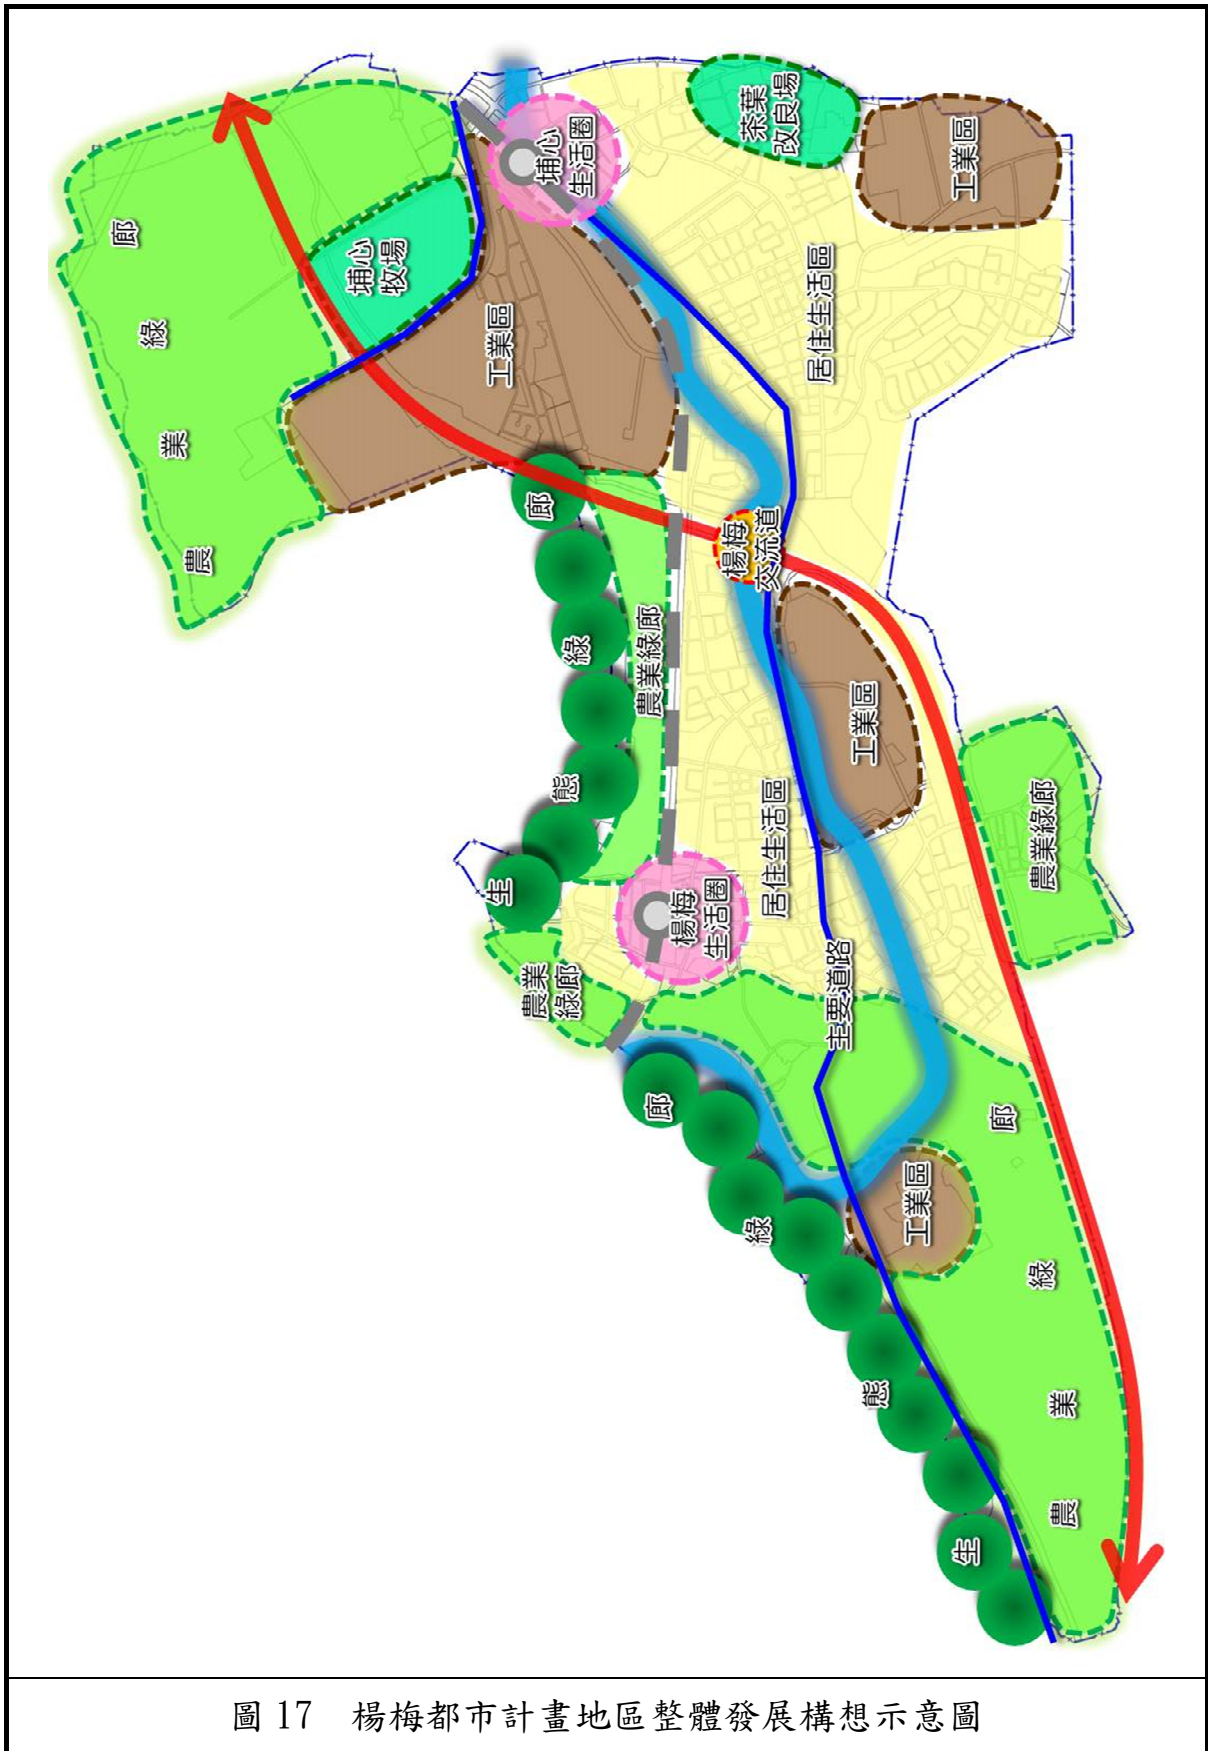 茶葉
改良場
工業區
埔心
生活圈
農業綠廊
埔心
牧場
工業區
居住生活區
生態綠廊
楊梅
交流道
農業綠廊
工業區
居住生活區
農業綠廊
楊梅
生活圈
農業
綠廊
主要道路
生態綠廊
工業區
農業綠廊
圖 17 楊梅都市計畫地區整體發展構想示意圖